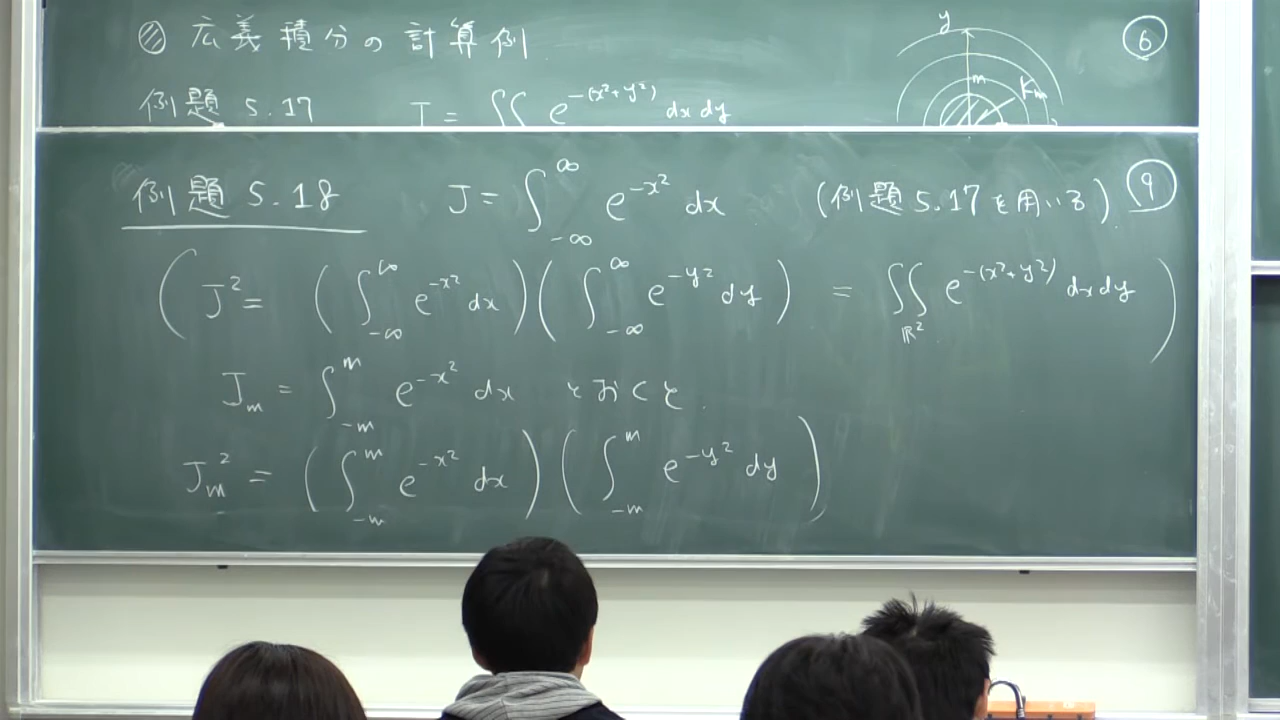 広義積分の計算例 ⑥
例題 5.17 I = ∬ e^{-(x²+y²)} dx dy
y
m
Km
例題 5.18 J = ∫_{-∞}^{∞} e^{-x²} dx (例題 5.17 を用いる) ⑨
( J² = ( ∫_{-∞}^{∞} e^{-x²} dx ) ( ∫_{-∞}^{∞} e^{-y²} dy ) = ∬_{ℝ²} e^{-(x²+y²)} dx dy )
J_m = ∫_{-m}^{m} e^{-x²} dx とおくと.
J_m² = ( ∫_{-m}^{m} e^{-x²} dx ) ( ∫_{-m}^{m} e^{-y²} dy )